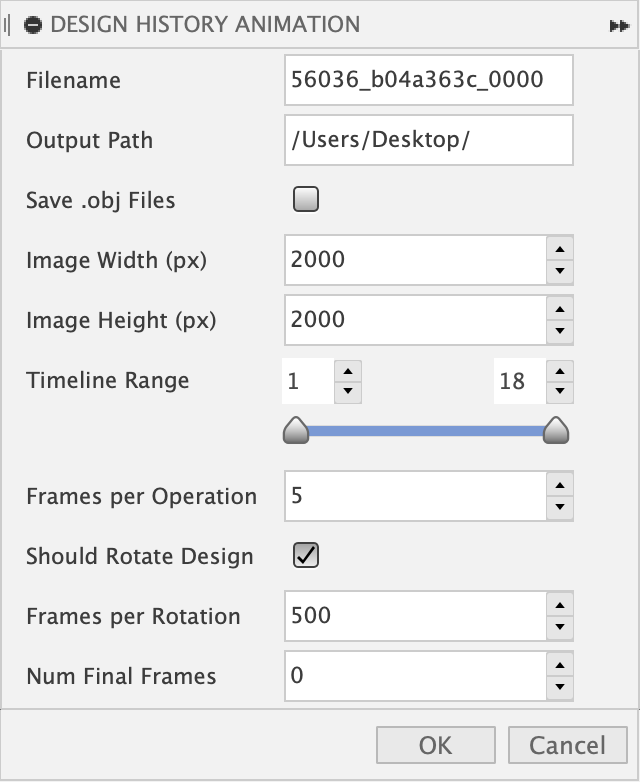 DESIGN HISTORY ANIMATION
Filename 56036_b04a363c_0000
Output Path /Users/Desktop/
Save .obj Files
Image Width (px) 2000
Image Height (px) 2000
Timeline Range 1 18
Frames per Operation 5
Should Rotate Design
Frames per Rotation 500
Num Final Frames 0
OK Cancel